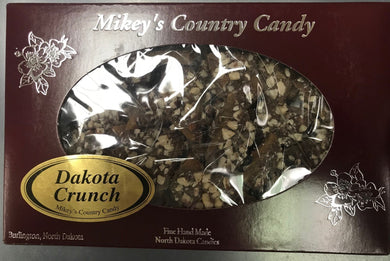 Mikey's Country Candy
Dakota
Crunch
Mikey's Country Candy
Burlington, North Dakota
Fine Hand Made
North Dakota Candies